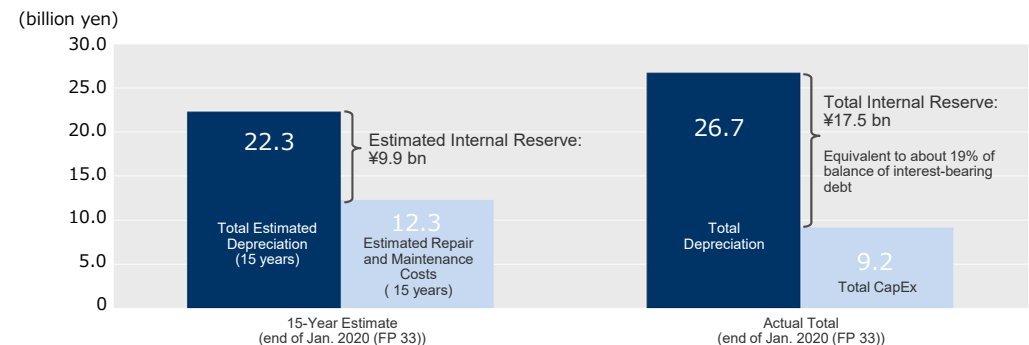 (billion yen)
30.0
25.0
20.0
15.0
10.0
5.0
0
22.3
Total Estimated
Depreciation
(15 years)
Estimated Internal Reserve:
¥9.9 bn
12.3
Estimated Repair
and Maintenance
Costs
( 15 years)
15-Year Estimate
(end of Jan. 2020 (FP 33))
26.7
Total
Depreciation
Total Internal Reserve:
¥17.5 bn
Equivalent to about 19% of
balance of interest-bearing
debt
9.2
Total CapEx
Actual Total
(end of Jan. 2020 (FP 33))